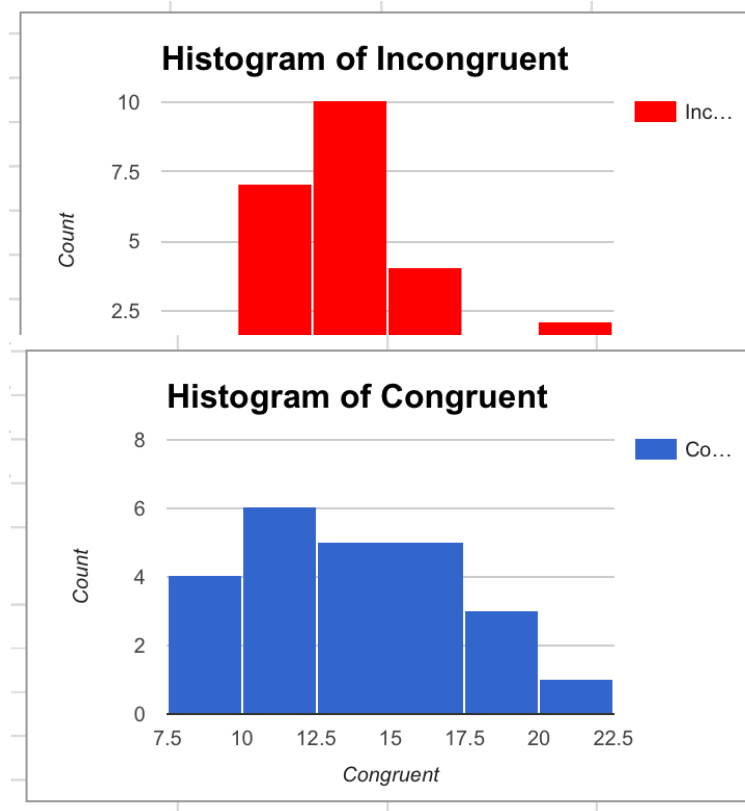 Histogram of Incongruent
10
7.5
5
2.5
Count
Inc…
Histogram of Congruent
8
6
4
2
0
Count
Co…
7.5 10 12.5 15 17.5 20 22.5
Congruent